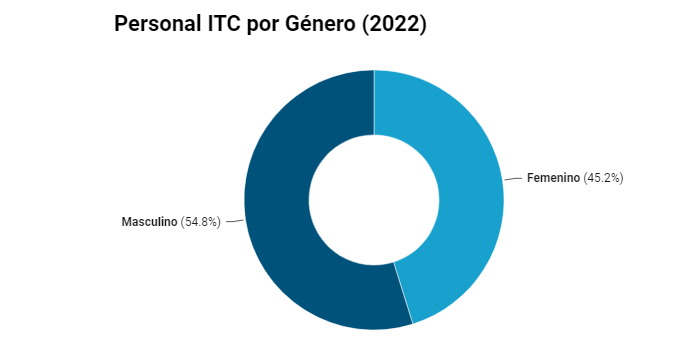 Personal ITC por Género (2022)
Femenino (45.2%)
Masculino (54.8%)